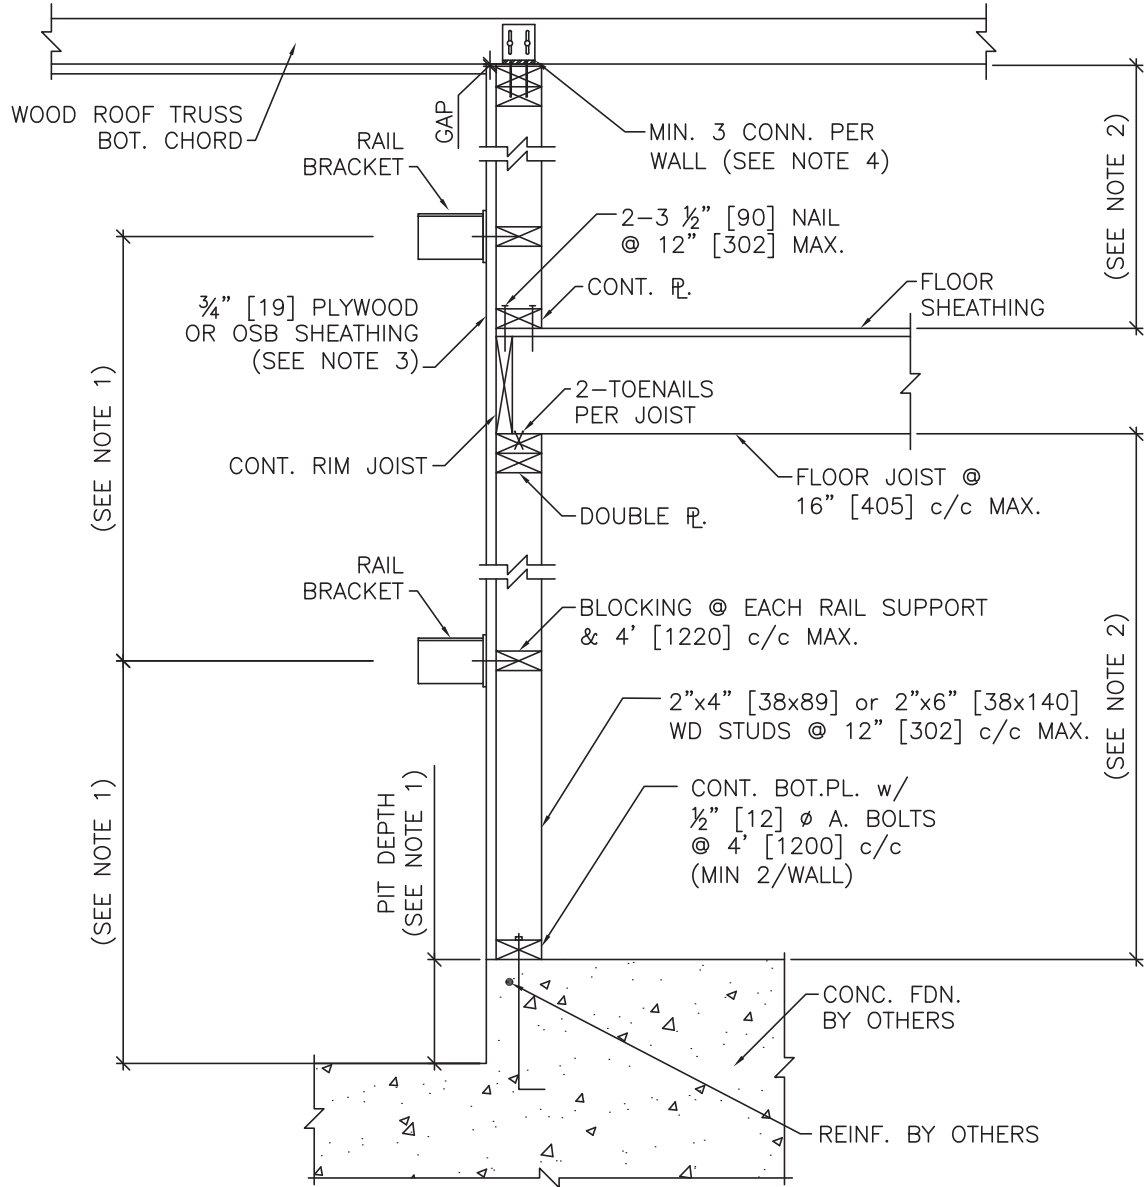 WOOD ROOF TRUSS
BOT. CHORD
GAP
RAIL
BRACKET
MIN. 3 CONN. PER
WALL (SEE NOTE 4)
(SEE NOTE 2)
2-3 ½" [90] NAIL
@ 12" [302] MAX.
CONT. ⅊.
FLOOR
SHEATHING
¾" [19] PLYWOOD
OR OSB SHEATHING
(SEE NOTE 3)
(SEE NOTE 1)
2-TOENAILS
PER JOIST
CONT. RIM JOIST
FLOOR JOIST @
16" [405] c/c MAX.
DOUBLE ⅊.
RAIL
BRACKET
BLOCKING @ EACH RAIL SUPPORT
& 4' [1220] c/c MAX.
(SEE NOTE 2)
2"x4" [38x89] or 2"x6" [38x140]
WD STUDS @ 12" [302] c/c MAX.
(SEE NOTE 1)
PIT DEPTH
(SEE NOTE 1)
CONT. BOT.PL. w/
½" [12] ø A. BOLTS
@ 4' [1200] c/c
(MIN 2/WALL)
CONC. FDN.
BY OTHERS
REINF. BY OTHERS